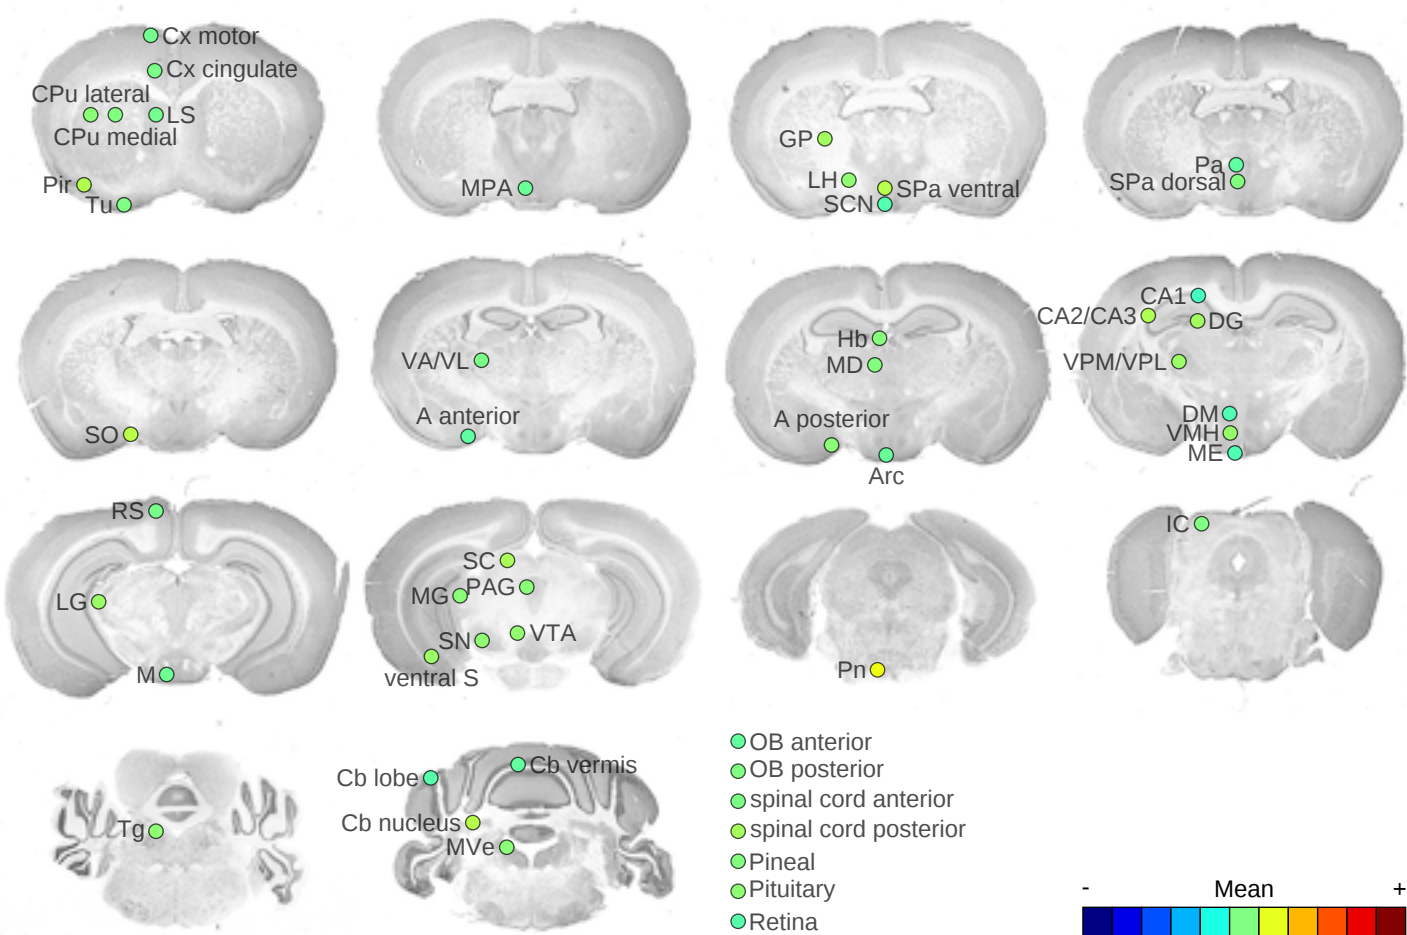 Cx motor
Cx cingulate
CPu lateral
LS
CPu medial
Pir
Tu
MPA
GP
LH
SPa ventral
SCN
Pa
SPa dorsal
SO
VA/VL
A anterior
Hb
MD
A posterior
Arc
CA1
CA2/CA3
DG
VPM/VPL
DM
VMH
ME
RS
LG
M
SC
PAG
MG
SN
VTA
ventral S
Pn
IC
Tg
Cb lobe
Cb vermis
Cb nucleus
MVe
OB anterior
OB posterior
spinal cord anterior
spinal cord posterior
Pineal
Pituitary
Retina
- Mean +